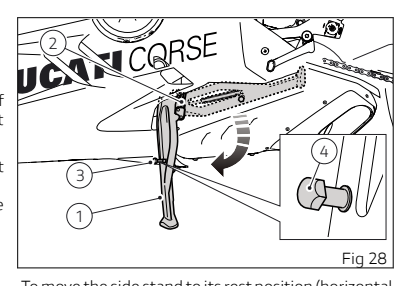 2
UCATI CORSE
3
1
4
Fig 28
To move the side stand to its rest position (horizontal